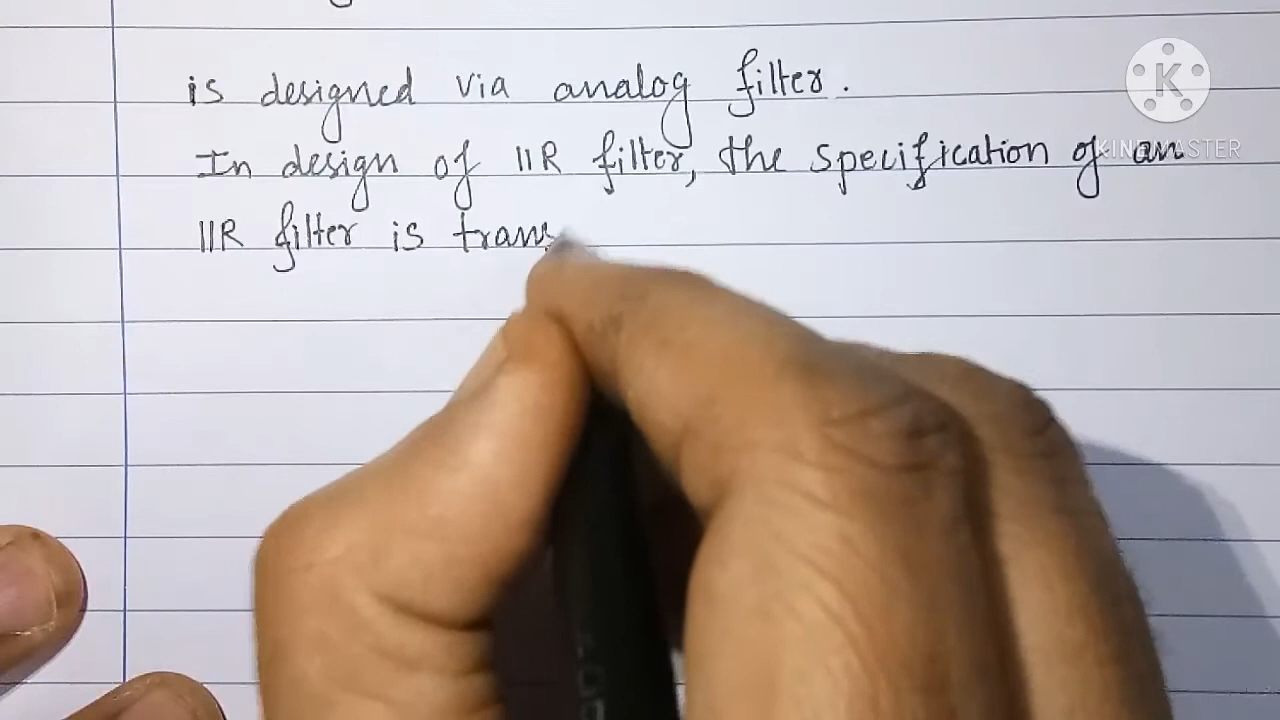 is designed via analog filter.
In design of IIR filter, the specification of an
IIR filter is trans
KINEMASTER